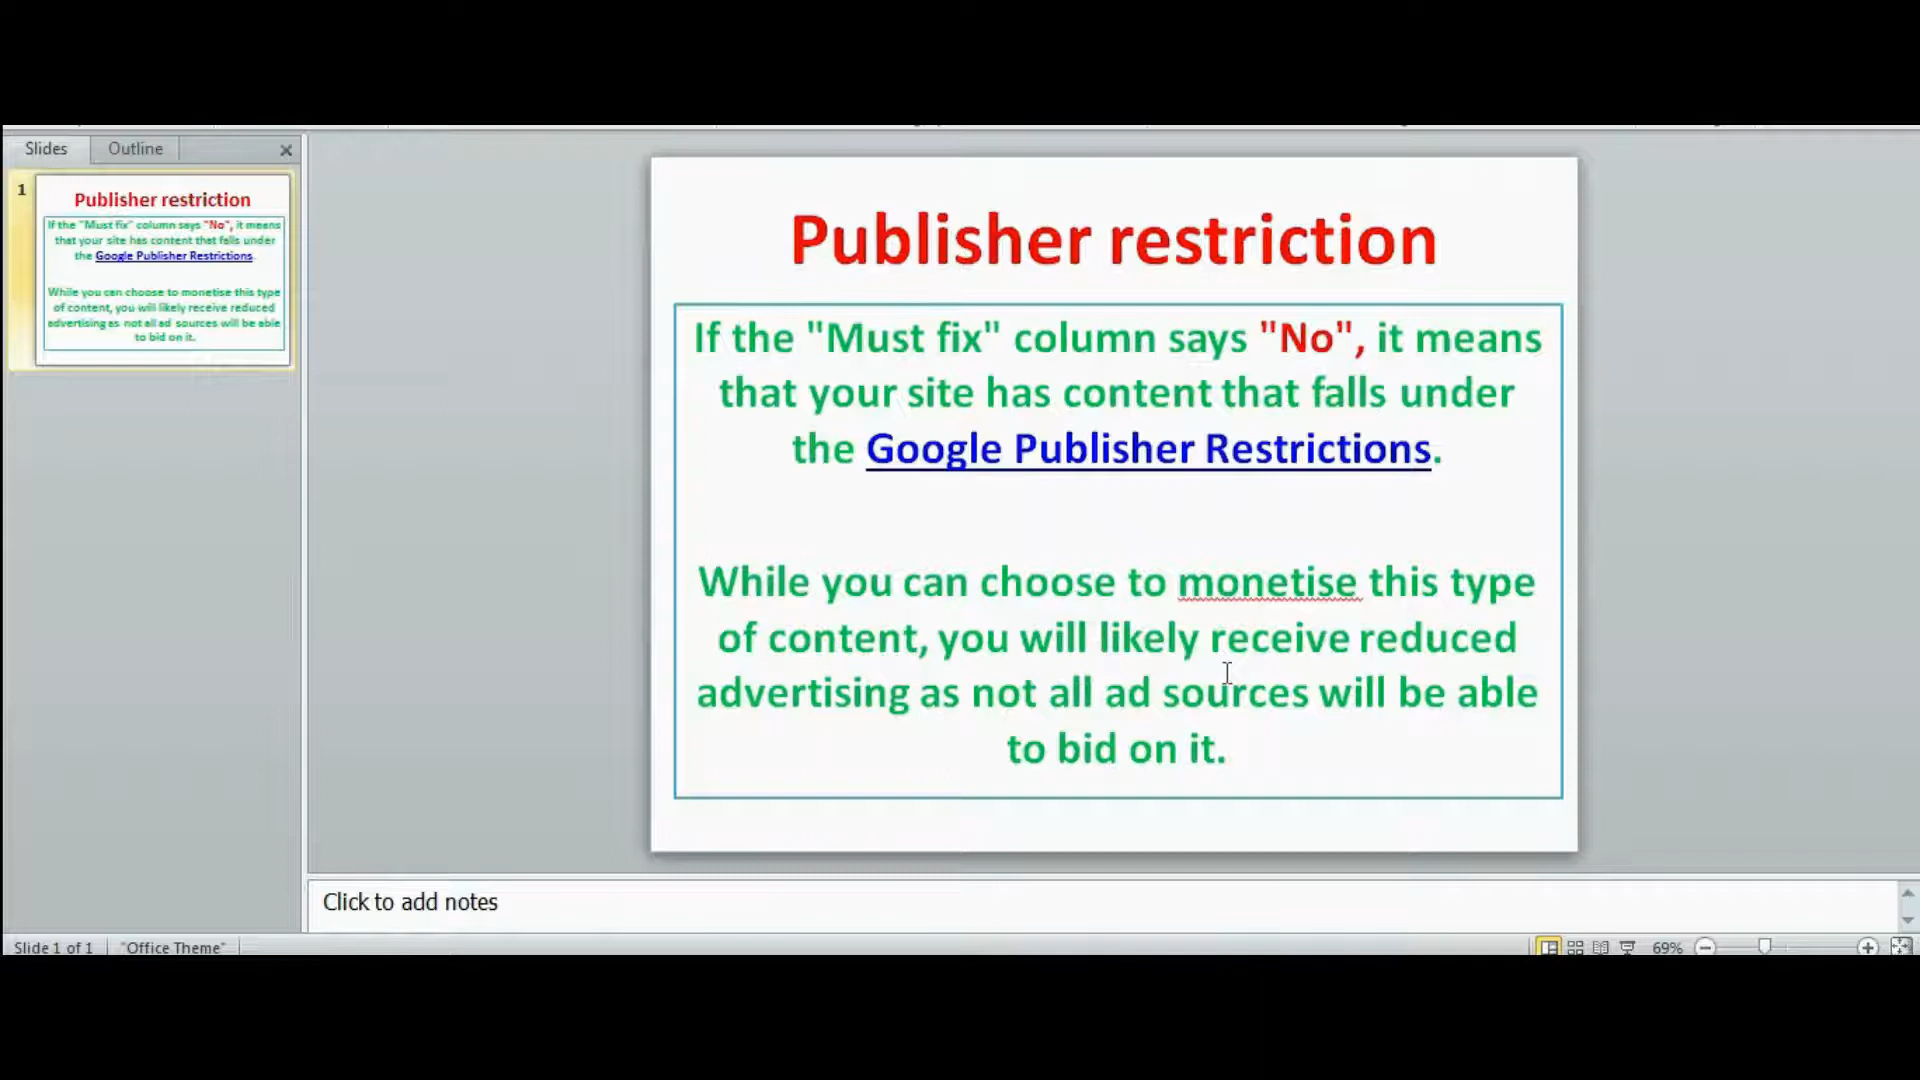 Slides Outline
1
Publisher restriction
If the "Must fix" column says "No", it means
that your site has content that falls under
the Google Publisher Restrictions.
While you can choose to monetise this type
of content, you will likely receive reduced
advertising as not all ad sources will be able
to bid on it.
Publisher restriction
If the "Must fix" column says "No", it means
that your site has content that falls under
the Google Publisher Restrictions.
While you can choose to monetise this type
of content, you will likely receive reduced
advertising as not all ad sources will be able
to bid on it.
Click to add notes
Slide 1 of 1 "Office Theme" 69%